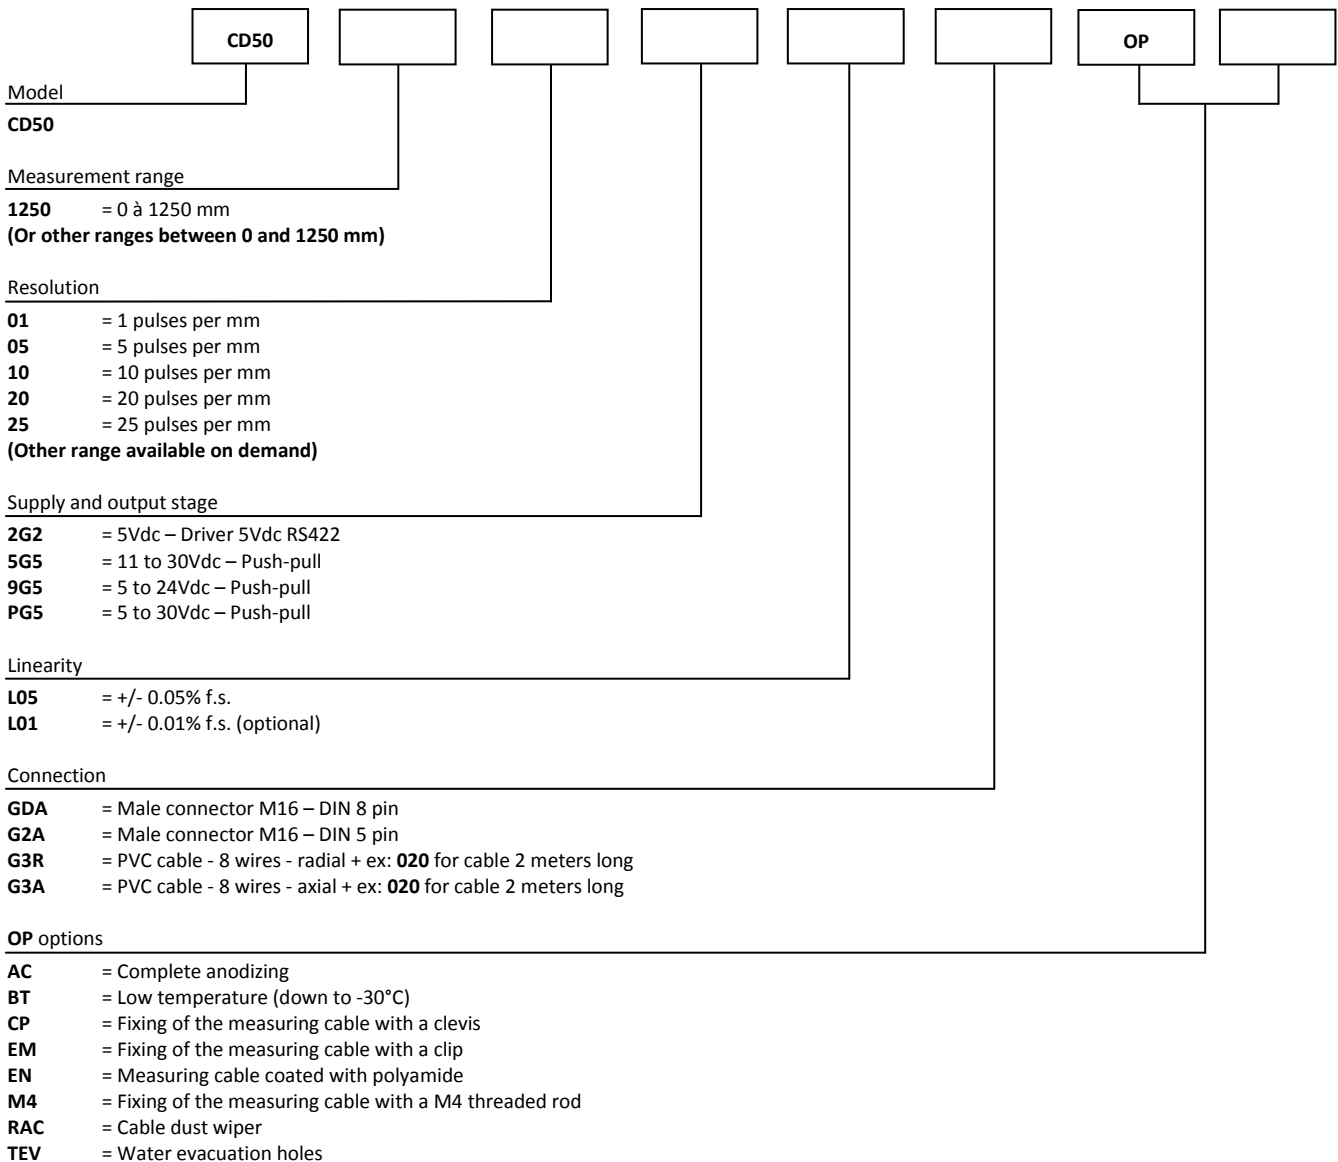 CD50 OP
Model
CD50
Measurement range
1250 = 0 à 1250 mm
(Or other ranges between 0 and 1250 mm)
Resolution
01 = 1 pulses per mm
05 = 5 pulses per mm
10 = 10 pulses per mm
20 = 20 pulses per mm
25 = 25 pulses per mm
(Other range available on demand)
Supply and output stage
2G2 = 5Vdc – Driver 5Vdc RS422
5G5 = 11 to 30Vdc – Push-pull
9G5 = 5 to 24Vdc – Push-pull
PG5 = 5 to 30Vdc – Push-pull
Linearity
L05 = +/- 0.05% f.s.
L01 = +/- 0.01% f.s. (optional)
Connection
GDA = Male connector M16 – DIN 8 pin
G2A = Male connector M16 – DIN 5 pin
G3R = PVC cable - 8 wires - radial + ex: 020 for cable 2 meters long
G3A = PVC cable - 8 wires - axial + ex: 020 for cable 2 meters long
OP options
AC = Complete anodizing
BT = Low temperature (down to -30°C)
CP = Fixing of the measuring cable with a clevis
EM = Fixing of the measuring cable with a clip
EN = Measuring cable coated with polyamide
M4 = Fixing of the measuring cable with a M4 threaded rod
RAC = Cable dust wiper
TEV = Water evacuation holes